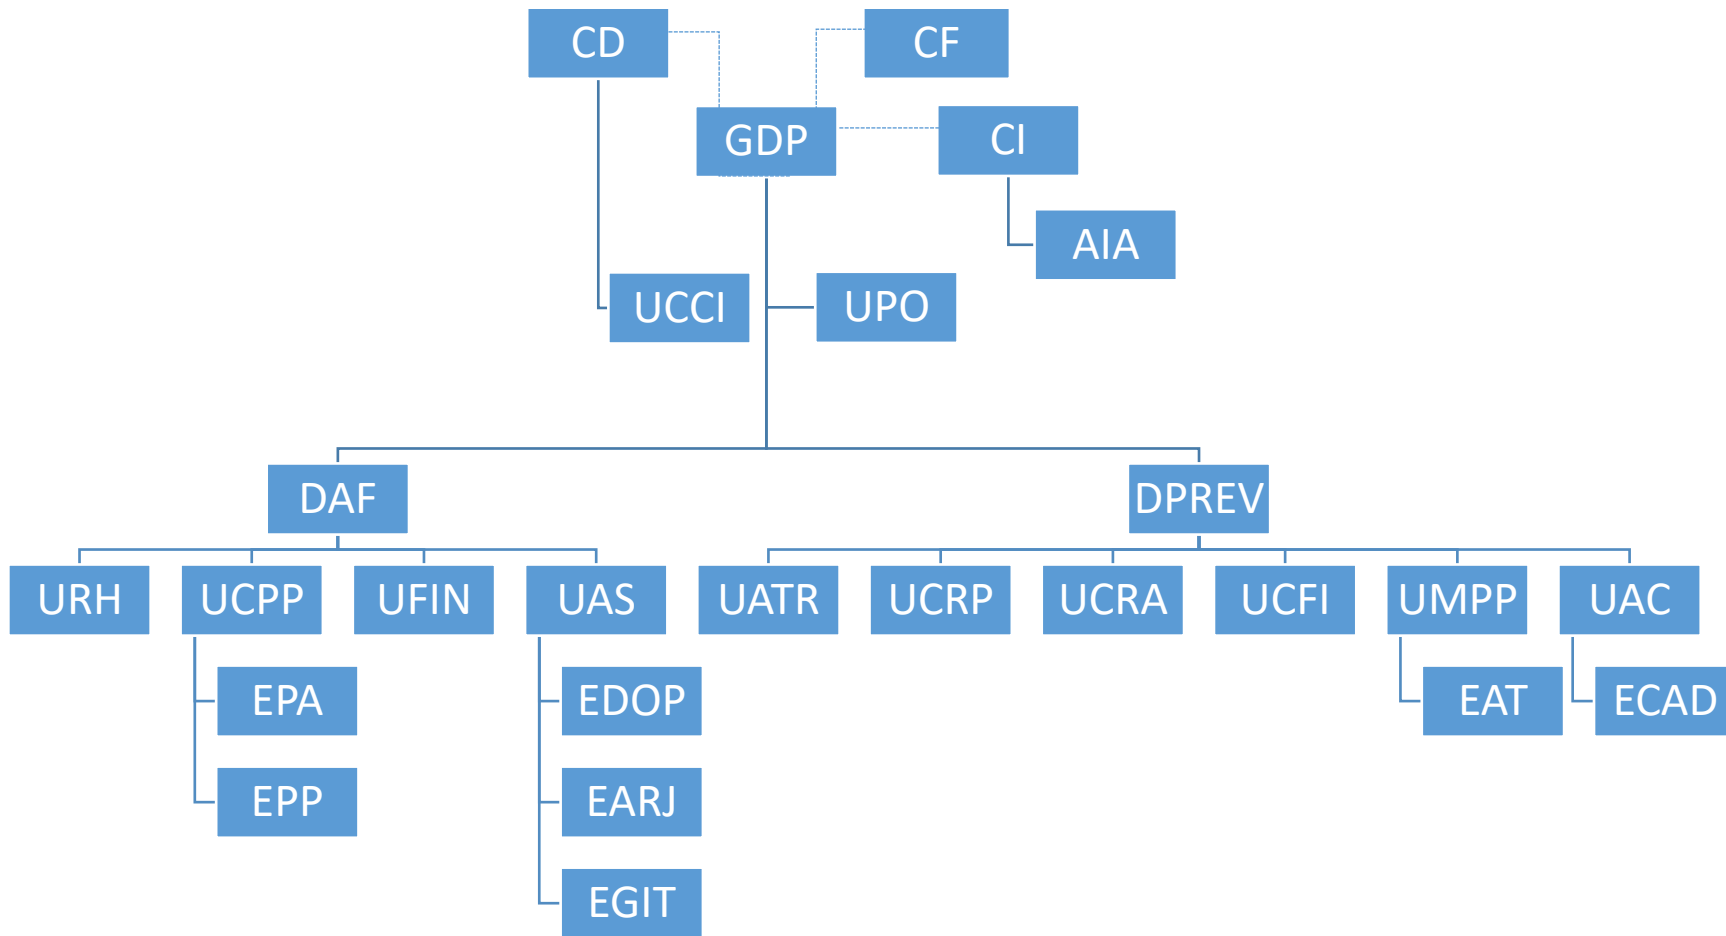 CD
CF
GDP
CI
AIA
UCCI
UPO
DAF
DPREV
URH
UCPP
UFIN
UAS
UATR
UCRP
UCRA
UCFI
UMPP
UAC
EPA
EDOP
EAT
ECAD
EPP
EARJ
EGIT